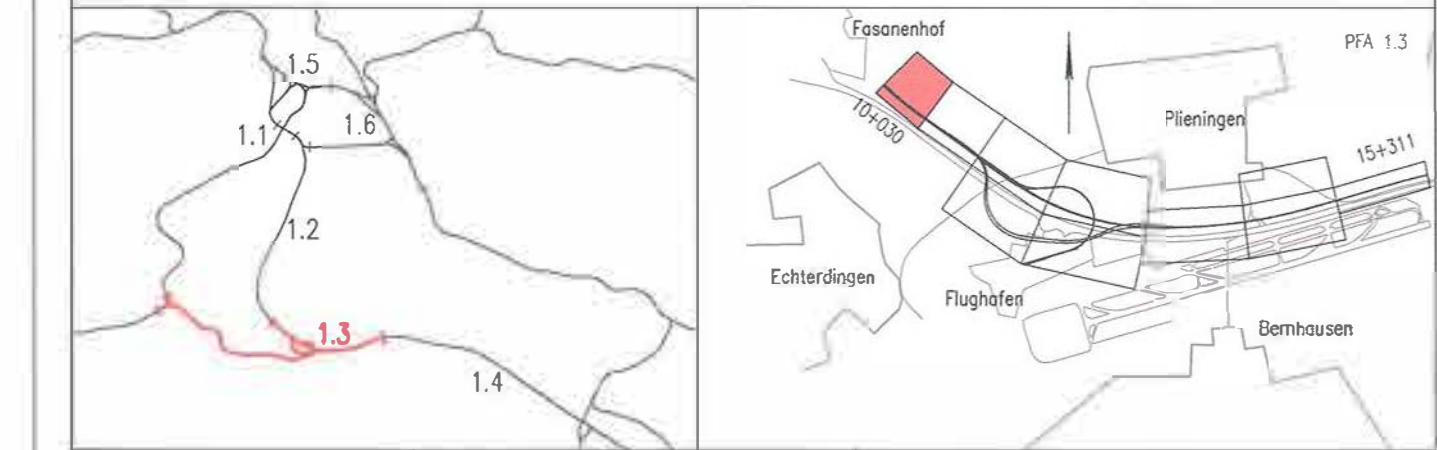 1.5
1.1
1.6
1.2
1.3
1.4
Fasanenhof
PFA 1.3
10+030
Plieningen
15+311
Echterdingen
Flughafen
Bernhausen